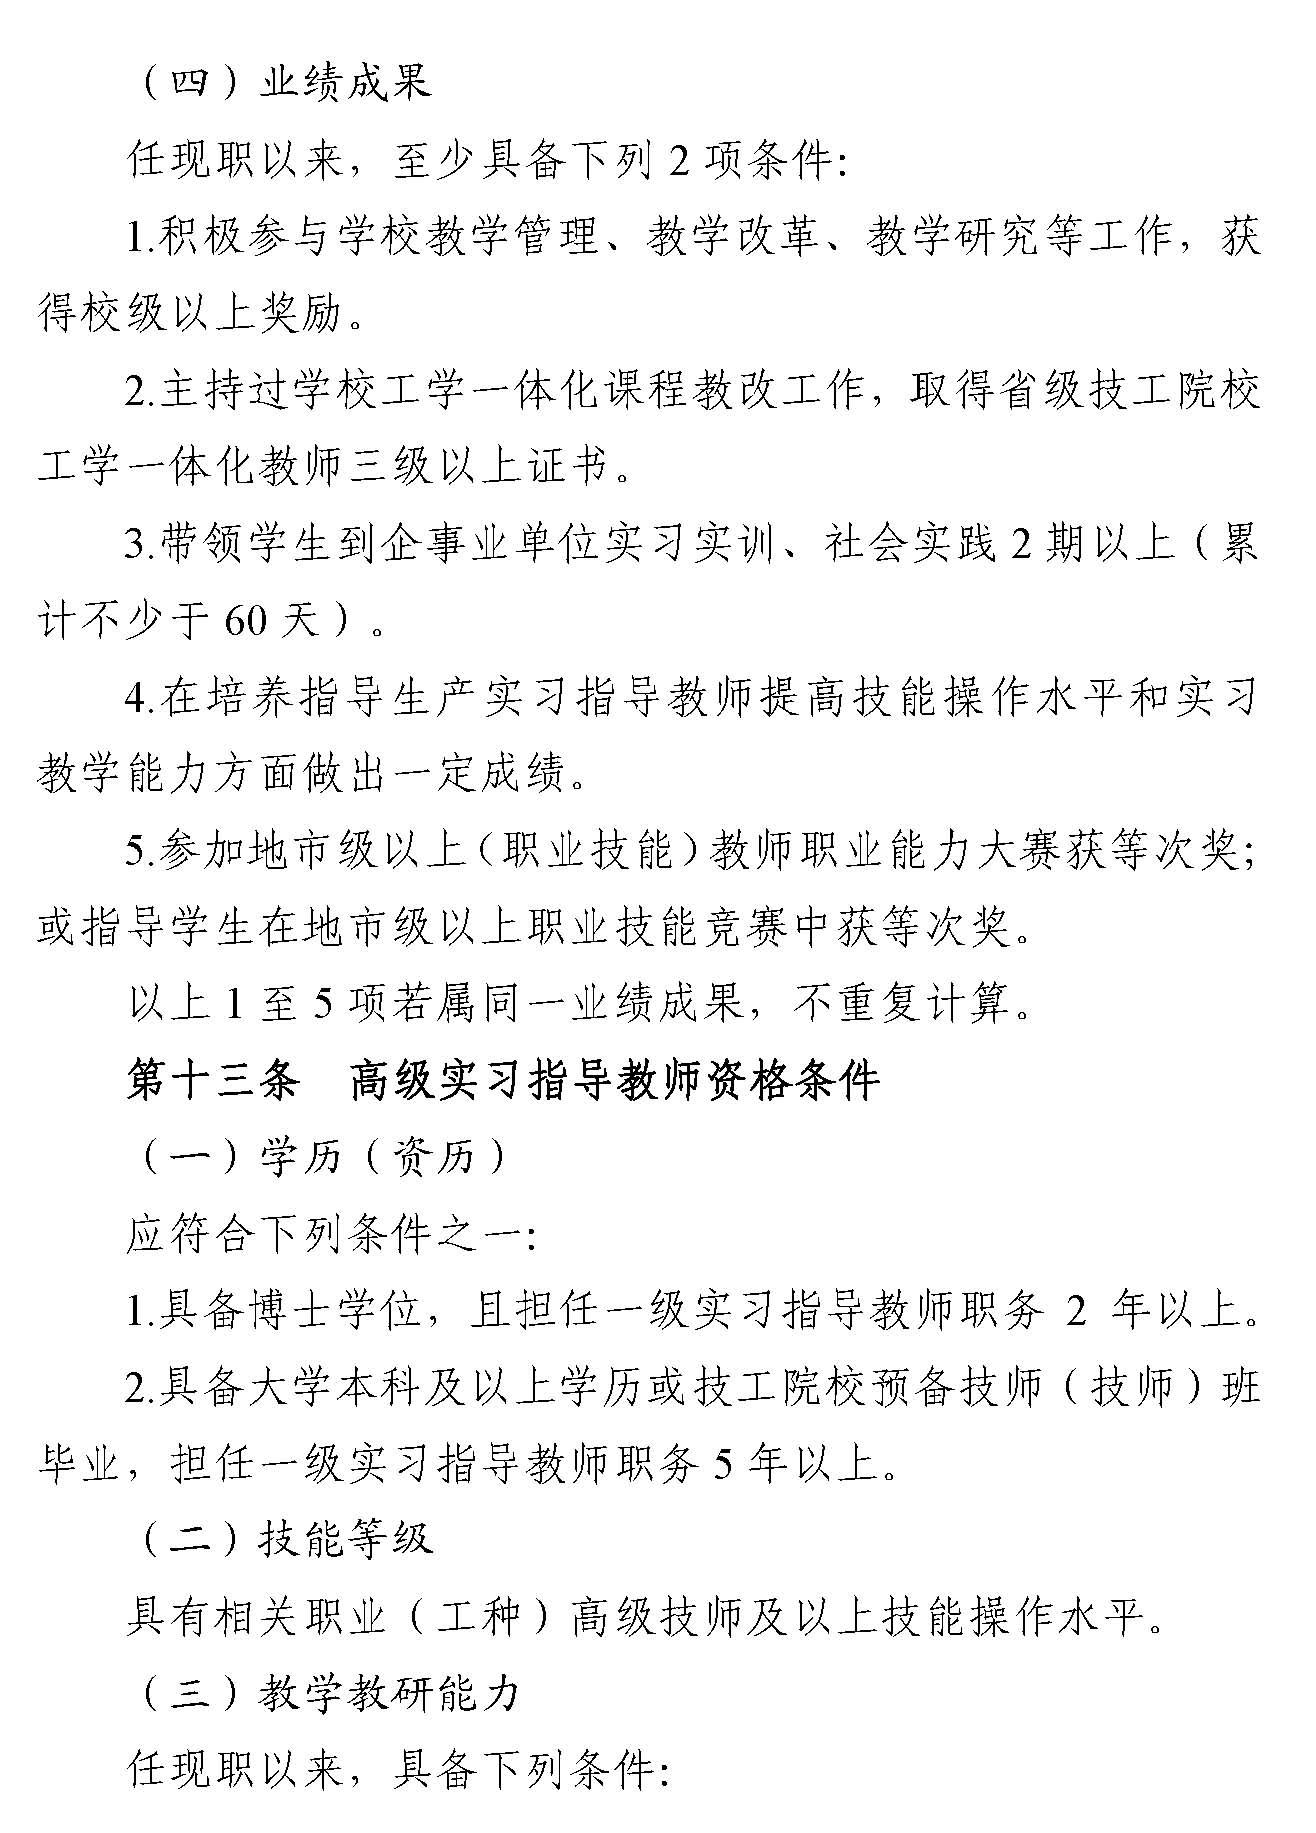 （四）业绩成果
任现职以来，至少具备下列 2 项条件：
1.积极参与学校教学管理、教学改革、教学研究等工作，获
得校级以上奖励。
2.主持过学校工学一体化课程教改工作，取得省级技工院校
工学一体化教师三级以上证书。
3.带领学生到企事业单位实习实训、社会实践 2 期以上（累
计不少于 60 天）。
4.在培养指导生产实习指导教师提高技能操作水平和实习
教学能力方面做出一定成绩。
5.参加地市级以上（职业技能）教师职业能力大赛获等次奖；
或指导学生在地市级以上职业技能竞赛中获等次奖。
以上 1 至 5 项若属同一业绩成果，不重复计算。
第十三条　高级实习指导教师资格条件
（一）学历（资历）
应符合下列条件之一：
1.具备博士学位，且担任一级实习指导教师职务 2 年以上。
2.具备大学本科及以上学历或技工院校预备技师（技师）班
毕业，担任一级实习指导教师职务 5 年以上。
（二）技能等级
具有相关职业（工种）高级技师及以上技能操作水平。
（三）教学教研能力
任现职以来，具备下列条件：